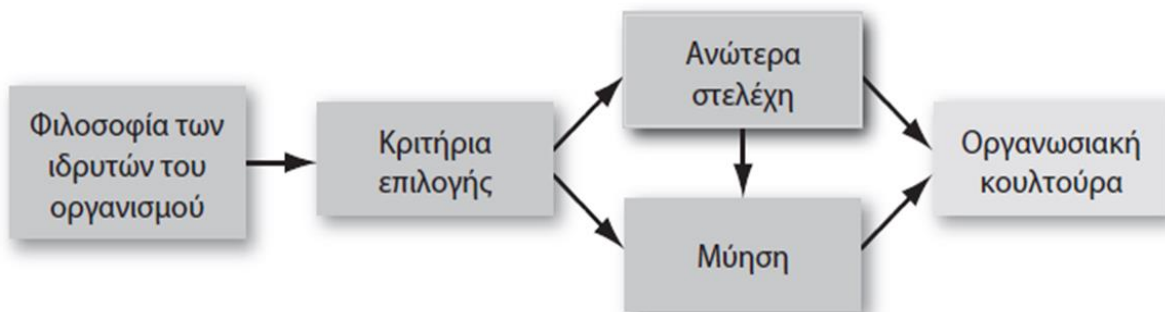 Φιλοσοφία των
ιδρυτών του
οργανισμού
Κριτήρια
επιλογής
Ανώτερα
στελέχη
Μύηση
Οργανωσιακή
κουλτούρα